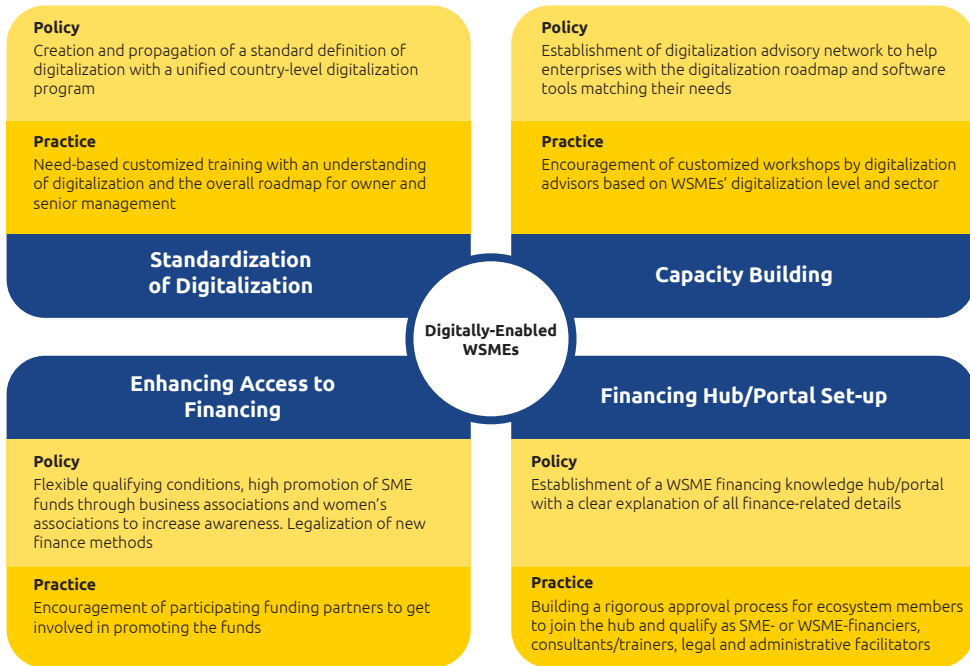 Policy
Creation and propagation of a standard definition of
digitalization with a unified country-level digitalization
program
Practice
Need-based customized training with an understanding
of digitalization and the overall roadmap for owner and
senior management
Standardization
of Digitalization
Policy
Establishment of digitalization advisory network to help
enterprises with the digitalization roadmap and software
tools matching their needs
Practice
Encouragement of customized workshops by digitalization
advisors based on WSMEs’ digitalization level and sector
Capacity Building
Digitally-Enabled
WSMEs
Enhancing Access to
Financing
Policy
Flexible qualifying conditions, high promotion of SME
funds through business associations and women’s
associations to increase awareness. Legalization of new
finance methods
Practice
Encouragement of participating funding partners to get
involved in promoting the funds
Financing Hub/Portal Set-up
Policy
Establishment of a WSME financing knowledge hub/portal
with a clear explanation of all finance-related details
Practice
Building a rigorous approval process for ecosystem members
to join the hub and qualify as SME- or WSME-financiers,
consultants/trainers, legal and administrative facilitators